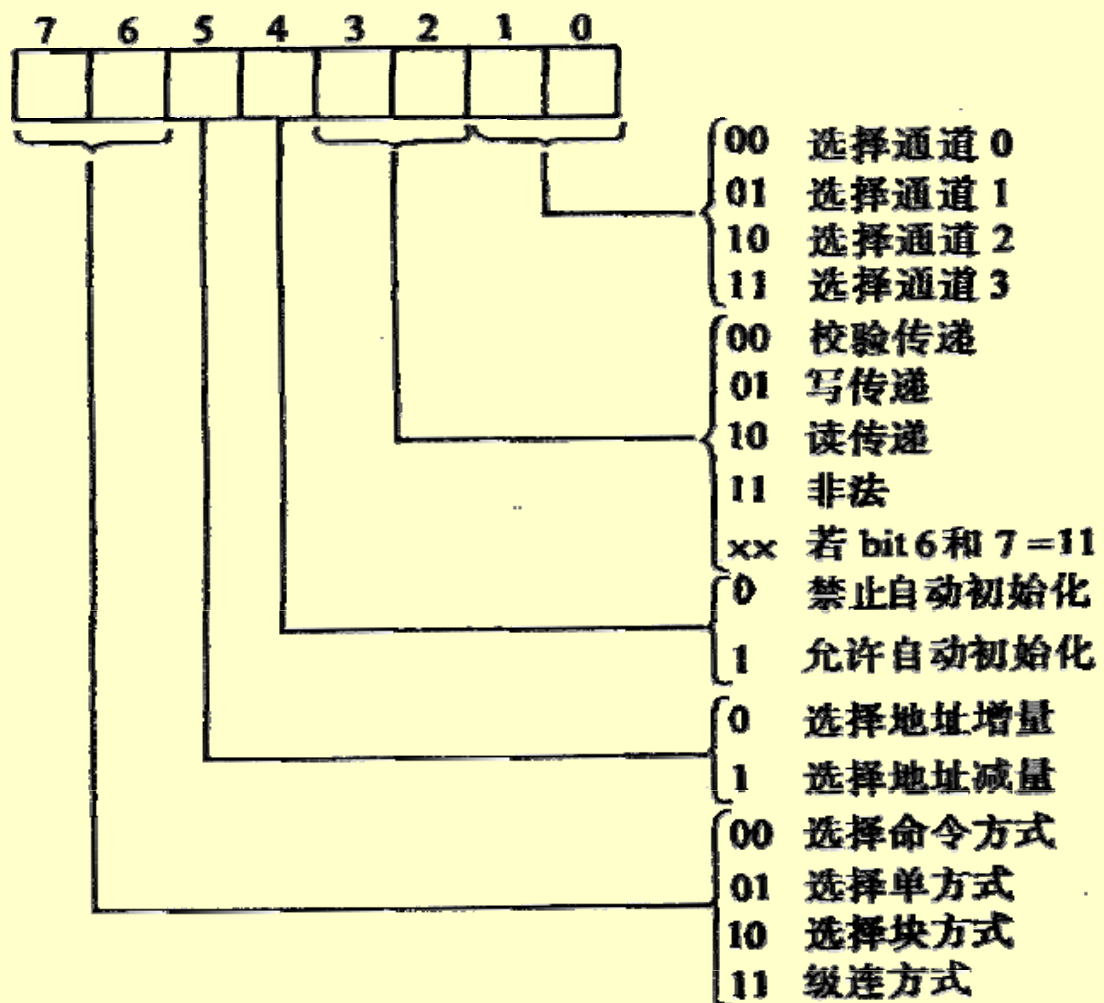 7 6 5 4 3 2 1 0
00 选择通道 0
01 选择通道 1
10 选择通道 2
11 选择通道 3
00 校验传递
01 写传递
10 读传递
11 非法
xx 若 bit 6 和 7 =11
0 禁止自动初始化
1 允许自动初始化
0 选择地址增量
1 选择地址减量
00 选择命令方式
01 选择单方式
10 选择块方式
11 级连方式